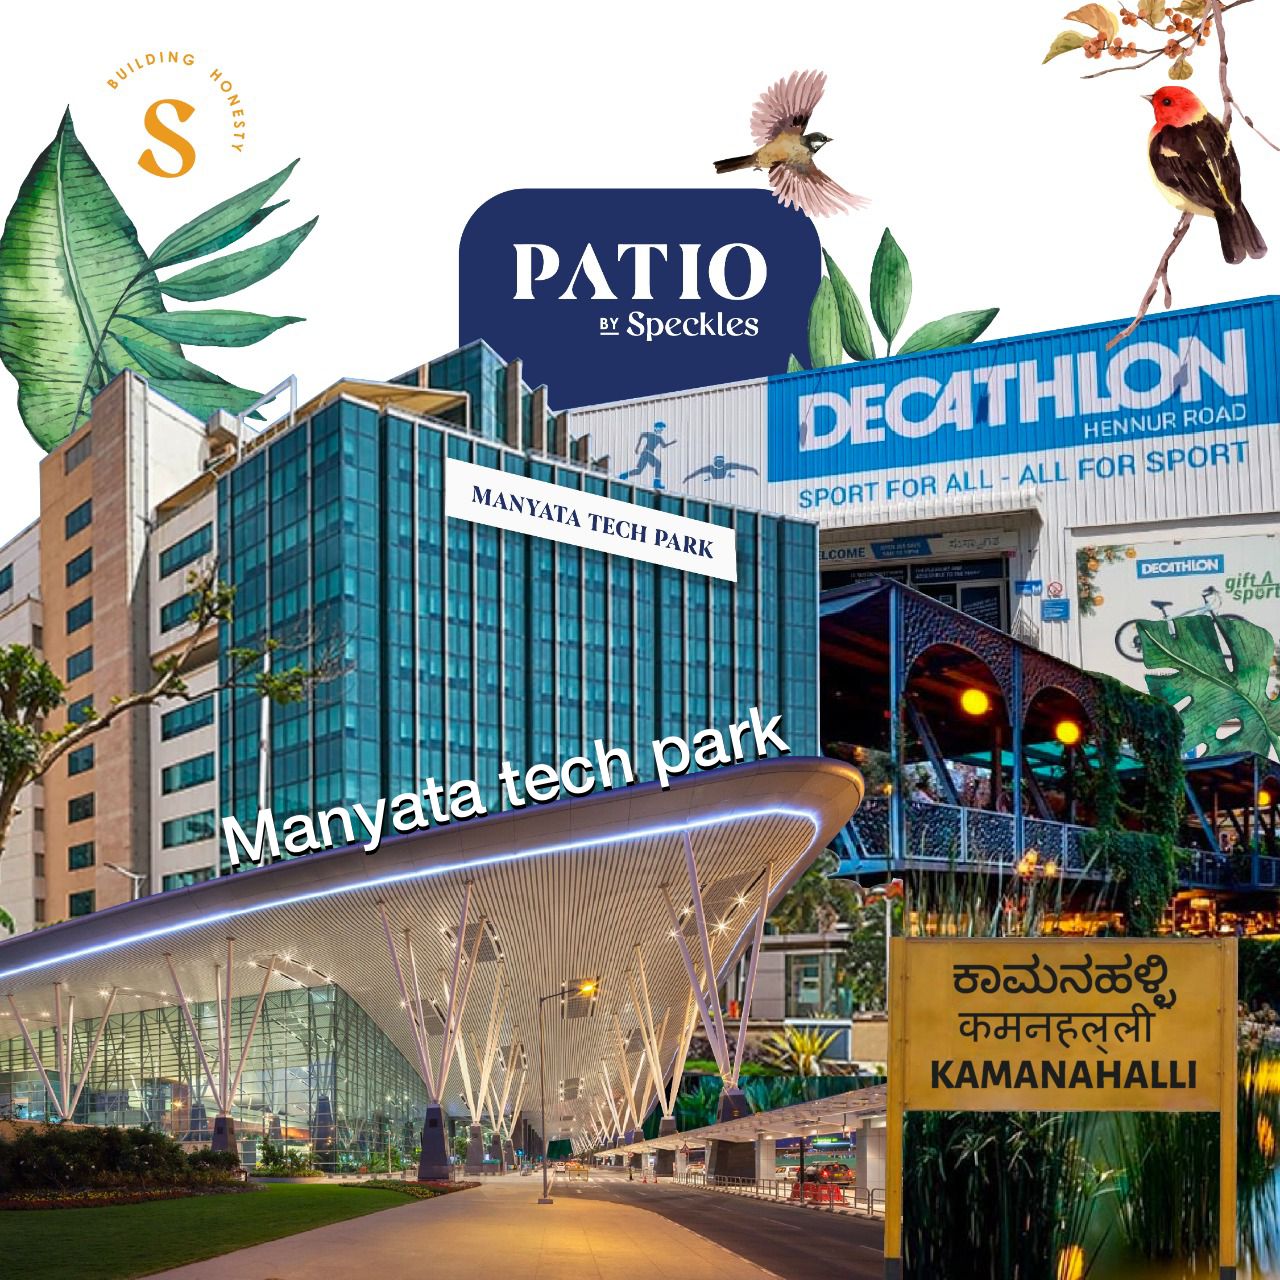 BUILDING HONESTY
S
PATIO
BY Speckles
DECATHLON
HENNUR ROAD
SPORT FOR ALL - ALL FOR SPORT
MANYATA TECH PARK
DECATHLON
gift A
sport
Manyata tech park
ಕಾಮನಹಳ್ಳಿ
कमनहल्ली
KAMANAHALLI